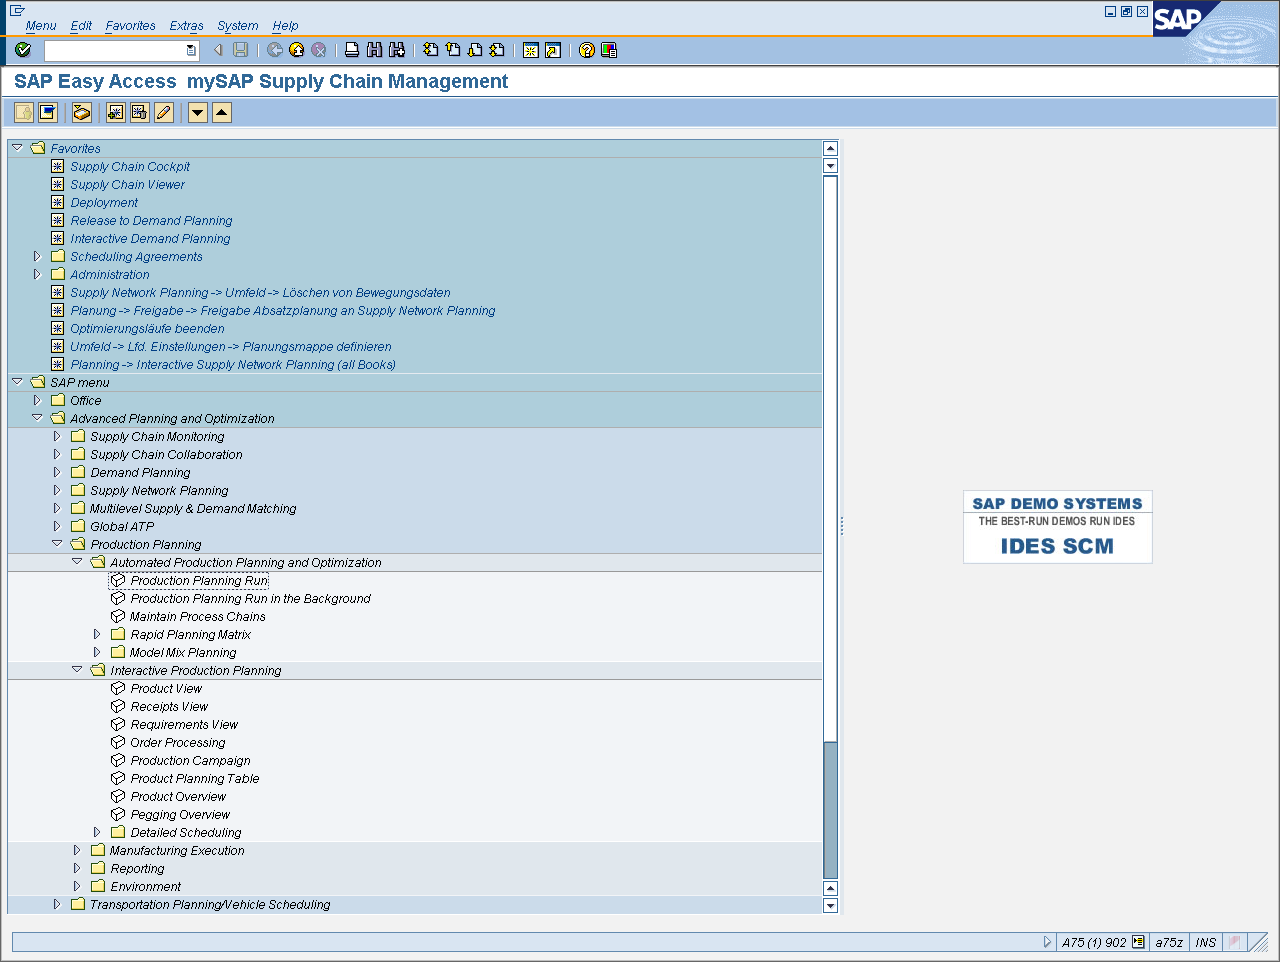 Menu Edit Favorites Extras System Help
SAP
SAP Easy Access mySAP Supply Chain Management
Favorites
Supply Chain Cockpit
Supply Chain Viewer
Deployment
Release to Demand Planning
Interactive Demand Planning
Scheduling Agreements
Administration
Supply Network Planning -> Umfeld -> Löschen von Bewegungsdaten
Planung -> Freigabe -> Freigabe Absatzplanung an Supply Network Planning
Optimierungsläufe beenden
Umfeld -> Lfd. Einstellungen -> Planungsmappe definieren
Planning -> Interactive Supply Network Planning (all Books)
SAP menu
Office
Advanced Planning and Optimization
Supply Chain Monitoring
Supply Chain Collaboration
Demand Planning
Supply Network Planning
Multilevel Supply & Demand Matching
Global ATP
Production Planning
Automated Production Planning and Optimization
Production Planning Run
Production Planning Run in the Background
Maintain Process Chains
Rapid Planning Matrix
Model Mix Planning
Interactive Production Planning
Product View
Receipts View
Requirements View
Order Processing
Production Campaign
Product Planning Table
Product Overview
Pegging Overview
Detailed Scheduling
Manufacturing Execution
Reporting
Environment
Transportation Planning/Vehicle Scheduling
SAP DEMO SYSTEMS
THE BEST-RUN DEMOS RUN IDES
IDES SCM
A75 (1) 902 a75z INS